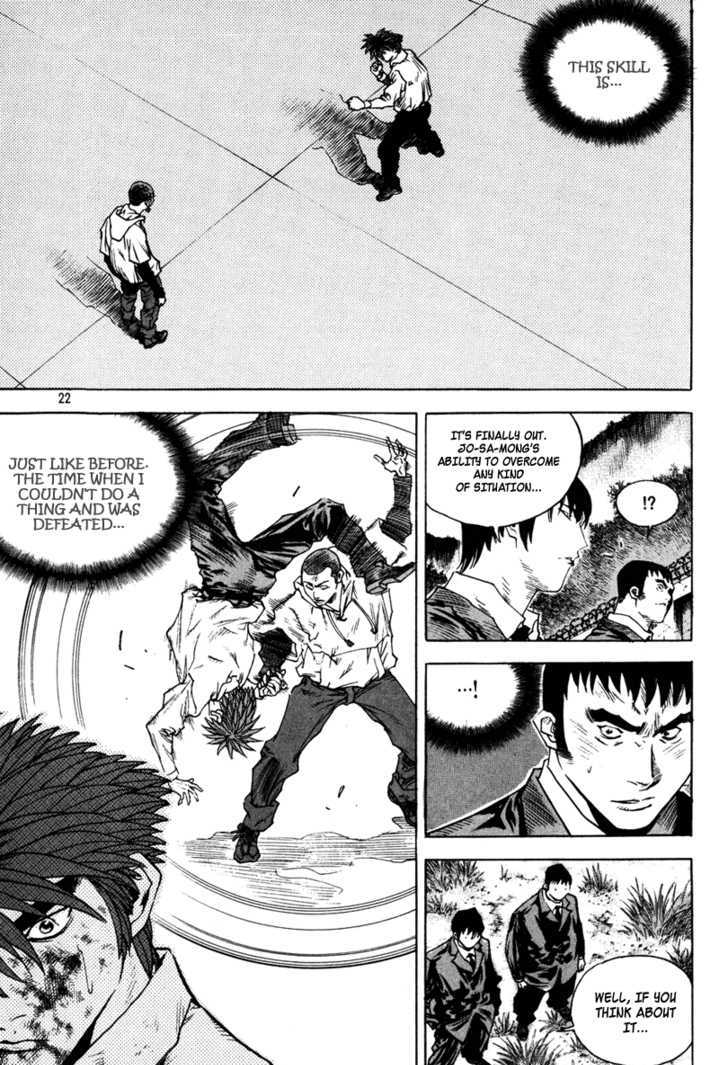 THIS SKILL
IS...
22
JUST LIKE BEFORE.
THE TIME WHEN I
COULDN'T DO A
THING AND WAS
DEFEATED...
IT'S FINALLY OUT.
JO-SA-MONG'S
ABILITY TO OVERCOME
ANY KIND
OF SITUATION...
!?
...!
WELL, IF YOU
THINK ABOUT
IT...